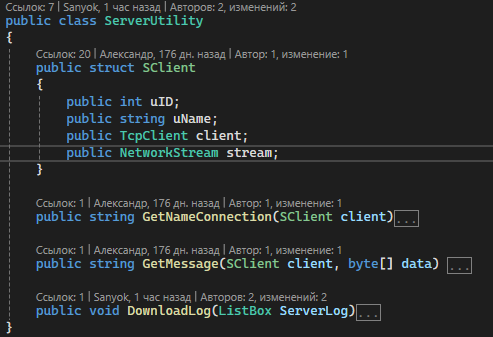 Ссылок: 7 | Sanyok, 1 час назад | Авторов: 2, изменений: 2
public class ServerUtility
{
Ссылок: 20 | Александр, 176 дн. назад | Автор: 1, изменение: 1
public struct SClient
{
public int uID;
public string uName;
public TcpClient client;
public NetworkStream stream;
}
Ссылок: 1 | Александр, 176 дн. назад | Автор: 1, изменение: 1
public string GetNameConnection(SClient client)...
Ссылок: 1 | Александр, 176 дн. назад | Автор: 1, изменение: 1
public string GetMessage(SClient client, byte[] data) ...
Ссылок: 1 | Sanyok, 1 час назад | Авторов: 2, изменений: 2
public void DownloadLog(ListBox ServerLog)...
}